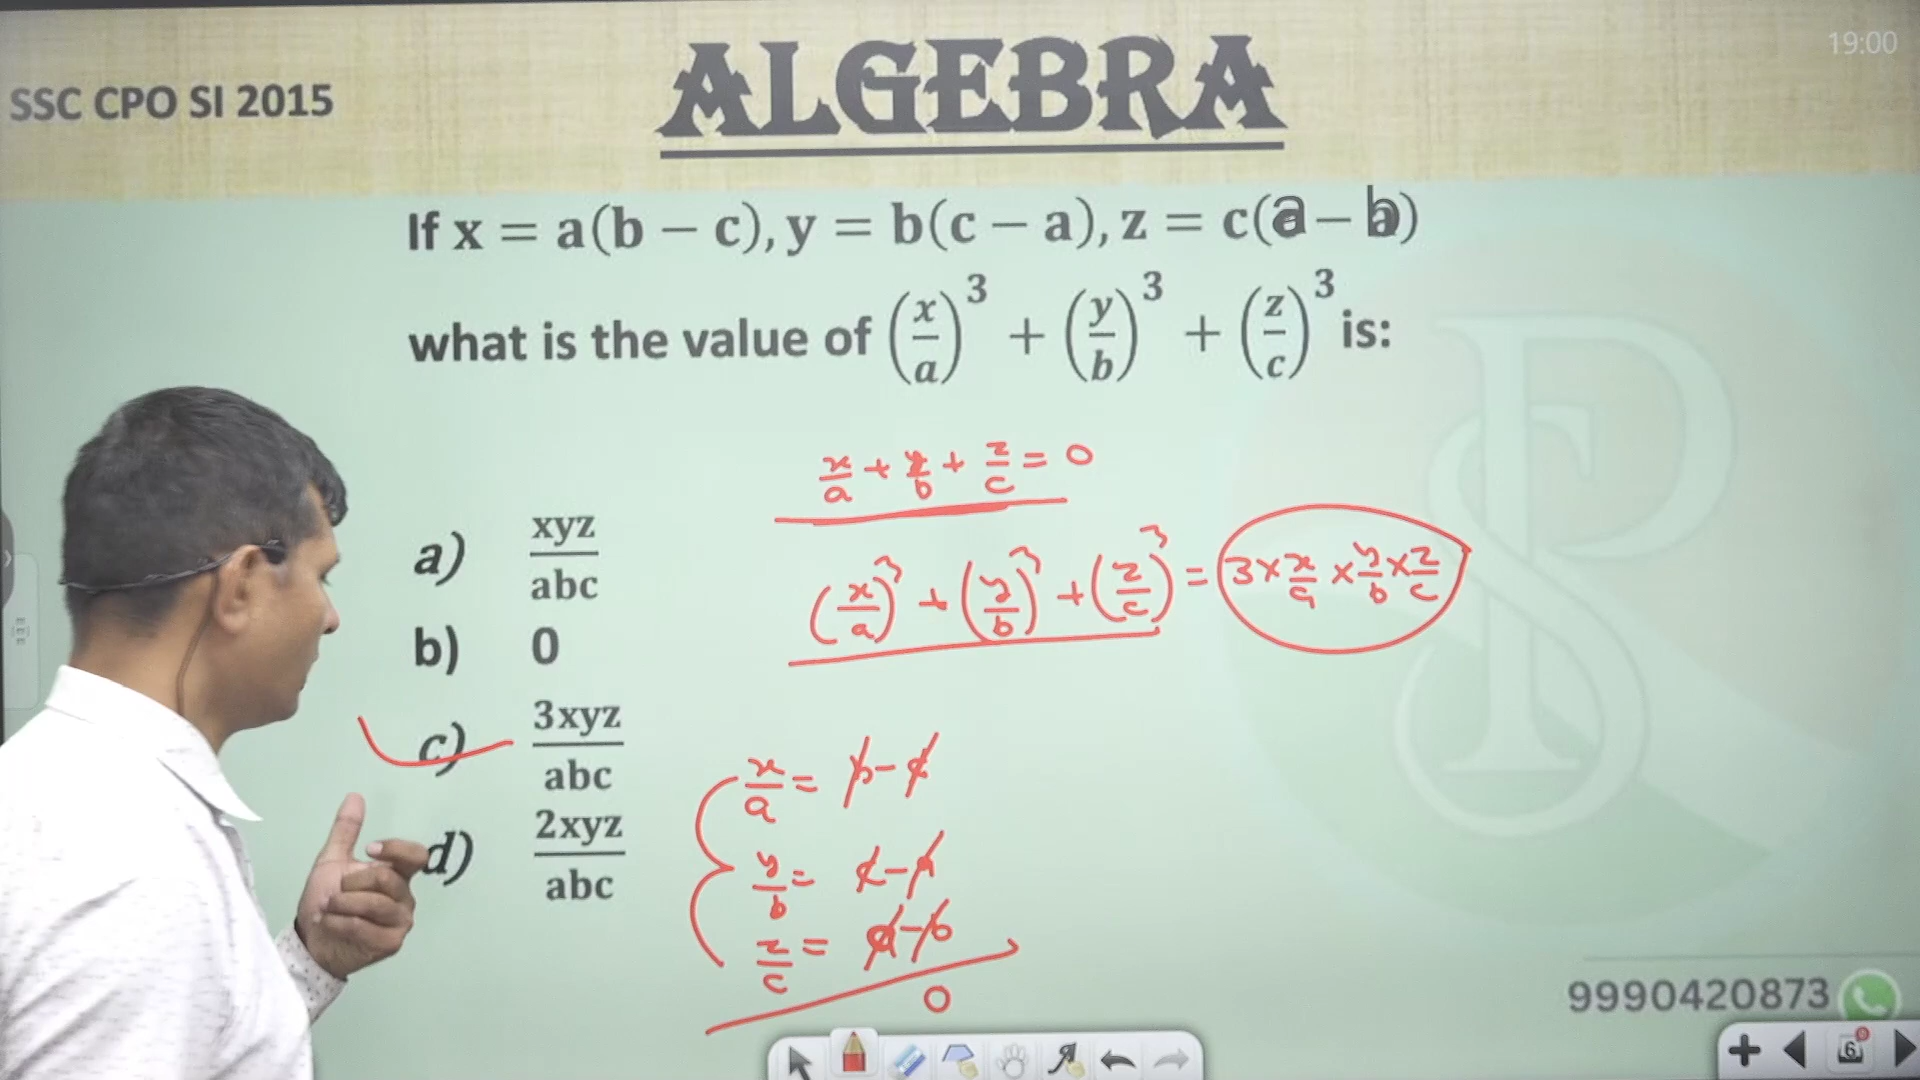 19:00
SSC CPO SI 2015
ALGEBRA
If x = a(b − c), y = b(c − a), z = c(a − b)
what is the value of (x/a)^3 + (y/b)^3 + (z/c)^3 is:
x/a + y/b + z/c = 0
(x/a)^3 + (y/b)^3 + (z/c)^3 = 3 × x/a × y/b × z/c
a) xyz/abc
b) 0
c) 3xyz/abc
d) 2xyz/abc
x/a = b − c
y/b = c − a
z/c = a − b
0
9990420873
6